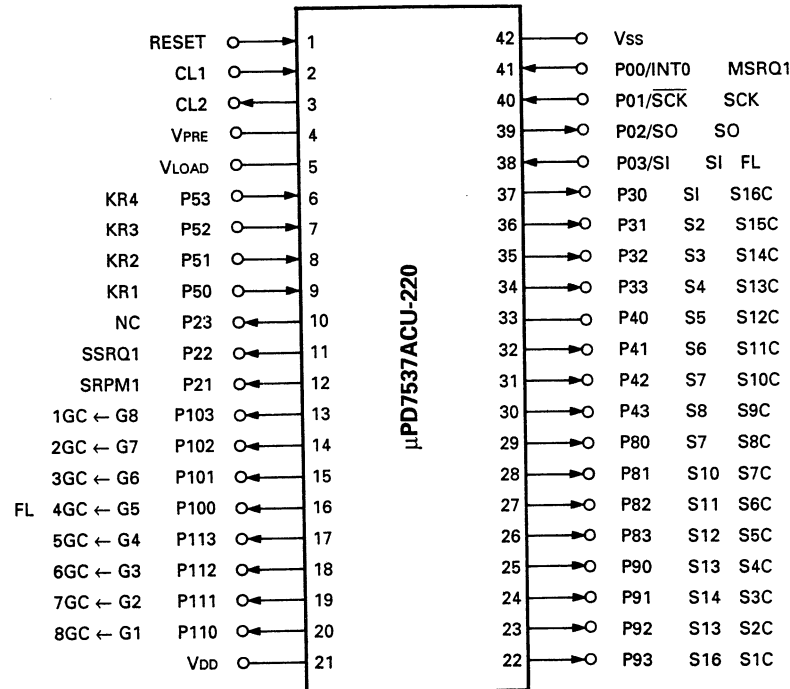 RESET 1 42 Vss
CL1 2 41 P00/INT0 MSRQ1
CL2 3 40 P01/SCK SCK
VPRE 4 39 P02/SO SO
VLOAD 5 38 P03/SI SI FL
KR4 P53 6 37 P30 SI S16C
KR3 P52 7 36 P31 S2 S15C
KR2 P51 8 35 P32 S3 S14C
KR1 P50 9 34 P33 S4 S13C
NC P23 10 33 P40 S5 S12C
SSRQ1 P22 11 32 P41 S6 S11C
SRPM1 P21 12 31 P42 S7 S10C
1GC ← G8 P103 13 30 P43 S8 S9C
2GC ← G7 P102 14 29 P80 S7 S8C
3GC ← G6 P101 15 28 P81 S10 S7C
FL 4GC ← G5 P100 16 27 P82 S11 S6C
5GC ← G4 P113 17 26 P83 S12 S5C
6GC ← G3 P112 18 25 P90 S13 S4C
7GC ← G2 P111 19 24 P91 S14 S3C
8GC ← G1 P110 20 23 P92 S13 S2C
VDD 21 22 P93 S16 S1C
µPD7537ACU-220